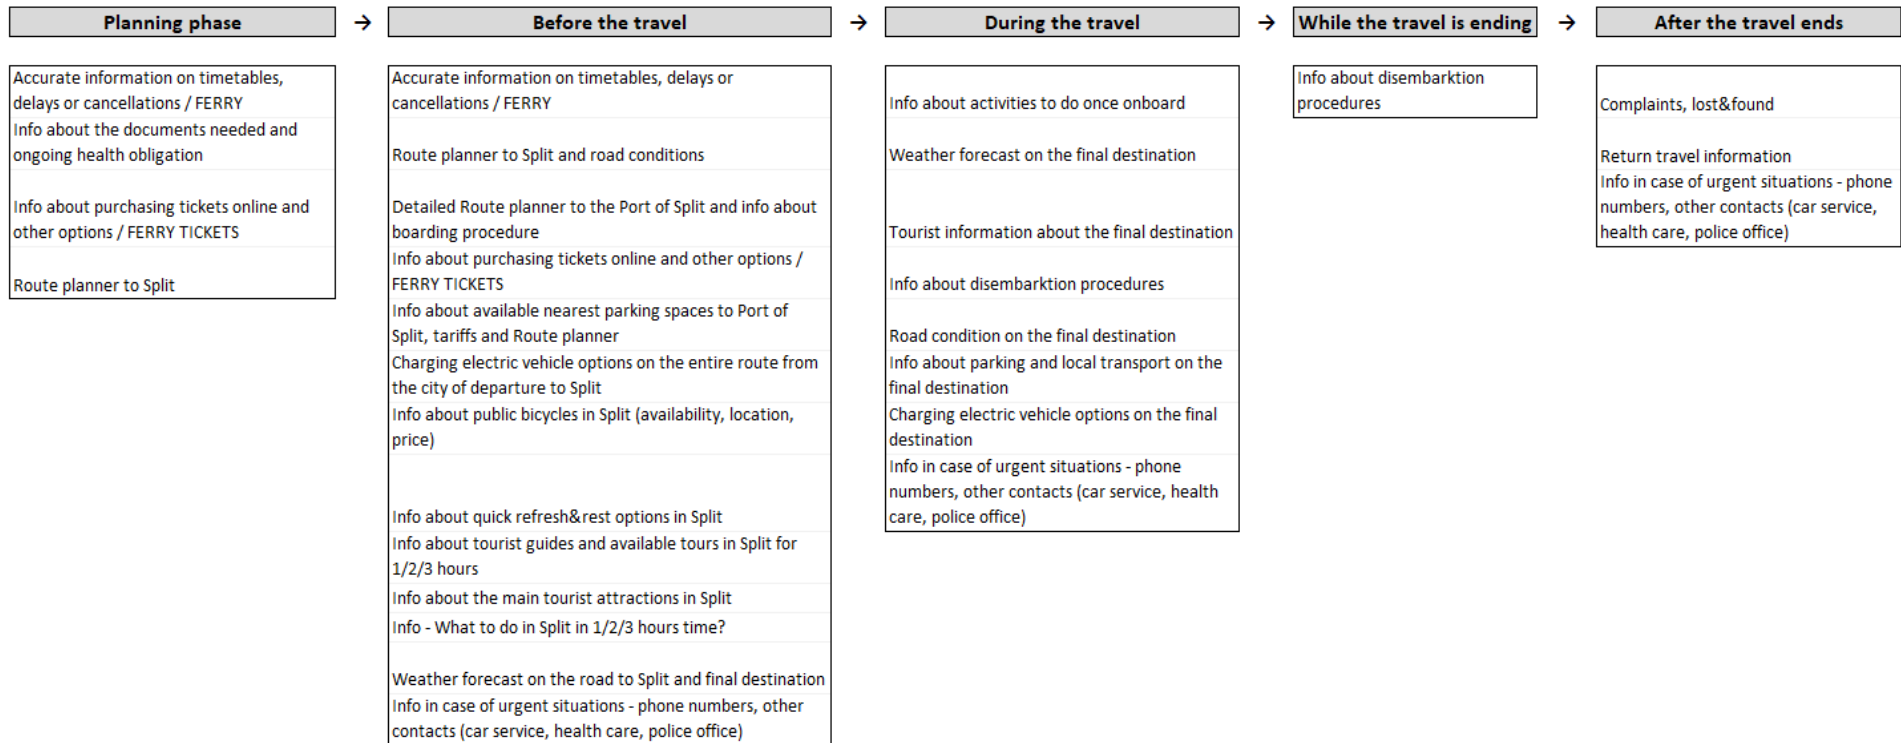 Planning phase → Before the travel → During the travel → While the travel is ending → After the travel ends
Accurate information on timetables,
delays or cancellations / FERRY
Info about the documents needed and
ongoing health obligation
Info about purchasing tickets online and
other options / FERRY TICKETS
Route planner to Split
Accurate information on timetables, delays or
cancellations / FERRY
Route planner to Split and road conditions
Detailed Route planner to the Port of Split and info about
boarding procedure
Info about purchasing tickets online and other options /
FERRY TICKETS
Info about available nearest parking spaces to Port of
Split, tariffs and Route planner
Charging electric vehicle options on the entire route from
the city of departure to Split
Info about public bicycles in Split (availability, location,
price)
Info about quick refresh&rest options in Split
Info about tourist guides and available tours in Split for
1/2/3 hours
Info about the main tourist attractions in Split
Info - What to do in Split in 1/2/3 hours time?
Weather forecast on the road to Split and final destination
Info in case of urgent situations - phone numbers, other
contacts (car service, health care, police office)
Info about activities to do once onboard
Weather forecast on the final destination
Tourist information about the final destination
Info about disembarktion procedures
Road condition on the final destination
Info about parking and local transport on the
final destination
Charging electric vehicle options on the final
destination
Info in case of urgent situations - phone
numbers, other contacts (car service, health
care, police office)
Info about disembarktion
procedures
Complaints, lost&found
Return travel information
Info in case of urgent situations - phone
numbers, other contacts (car service,
health care, police office)